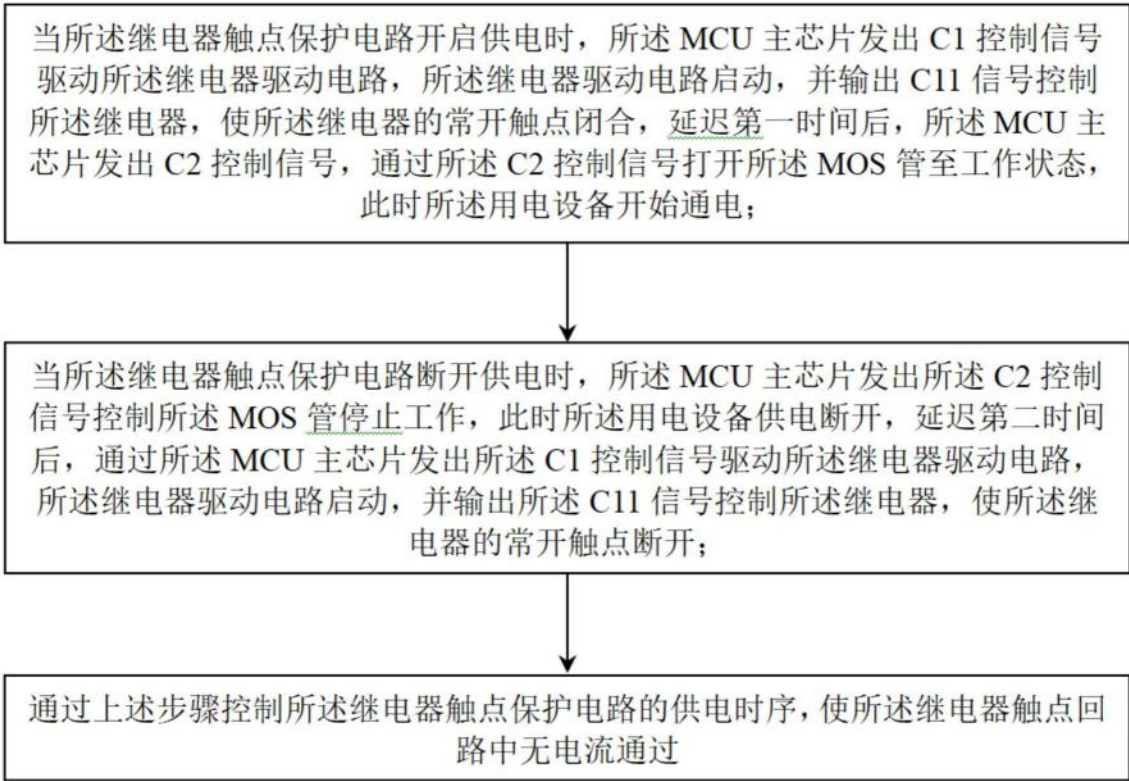 当所述继电器触点保护电路开启供电时，所述 MCU 主芯片发出 C1 控制信号
驱动所述继电器驱动电路，所述继电器驱动电路启动，并输出 C11 信号控制
所述继电器，使所述继电器的常开触点闭合，延迟第一时间后，所述 MCU 主
芯片发出 C2 控制信号，通过所述 C2 控制信号打开所述 MOS 管至工作状态，
此时所述用电设备开始通电；
当所述继电器触点保护电路断开供电时，所述 MCU 主芯片发出所述 C2 控制
信号控制所述 MOS 管停止工作，此时所述用电设备供电断开，延迟第二时间
后，通过所述 MCU 主芯片发出所述 C1 控制信号驱动所述继电器驱动电路，
所述继电器驱动电路启动，并输出所述 C11 信号控制所述继电器，使所述继
电器的常开触点断开；
通过上述步骤控制所述继电器触点保护电路的供电时序，使所述继电器触点回
路中无电流通过